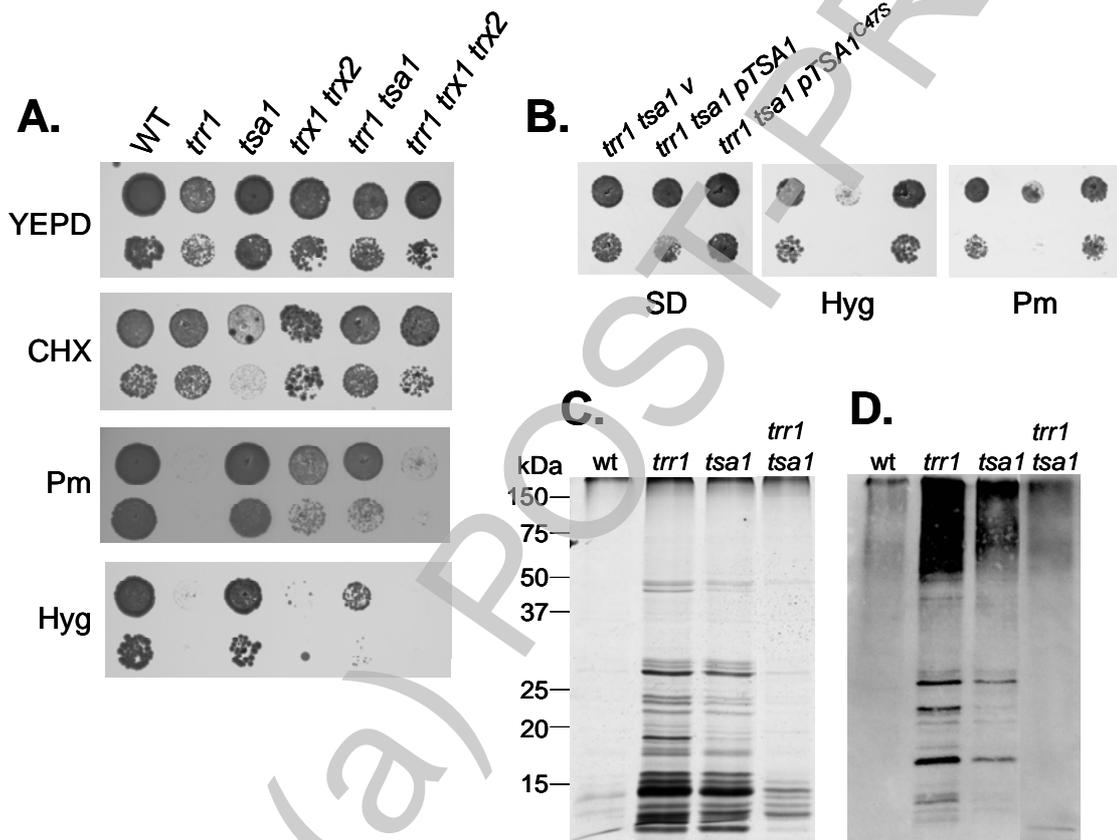 A.
WT
trr1
tsa1
trx1 trx2
trr1 tsa1
trr1 trx1 trx2
YEPD
CHX
Pm
Hyg
B.
trr1 tsa1 v
trr1 tsa1 pTSA1
trr1 tsa1 pTSA1C47S
SD
Hyg
Pm
C.
kDa
wt
trr1
tsa1
trr1
tsa1
150
75
50
37
25
20
15
D.
wt
trr1
tsa1
trr1
tsa1
(a) POST-PR